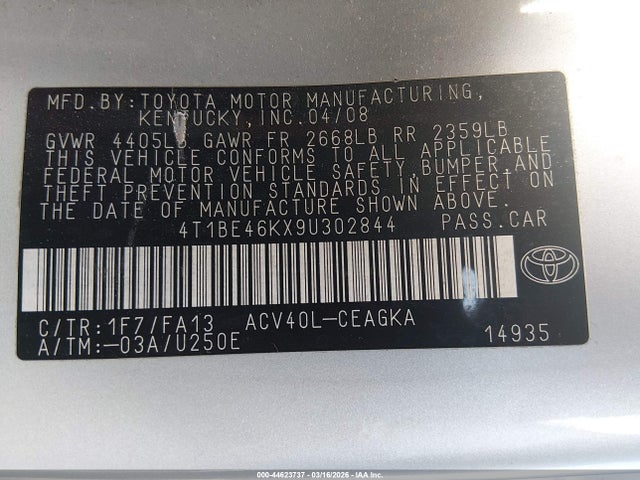 MFD.BY:TOYOTA MOTOR MANUFACTURING,
KENTUCKY,INC.04/08
GVWR 4405LB GAWR FR 2668LB RR 2359LB
THIS VEHICLE CONFORMS TO ALL APPLICABLE
FEDERAL MOTOR VEHICLE SAFETY,BUMPER,AND
THEFT PREVENTION STANDARDS IN EFFECT ON
THE DATE OF MANUFACTURE SHOWN ABOVE.
4T1BE46KX9U302844 PASS.CAR
C/TR:1F7/FA13 ACV40L-CEAGKA
A/TM:-03A/U250E 14935
000-44623737 - 03/16/2026 - IAA Inc.